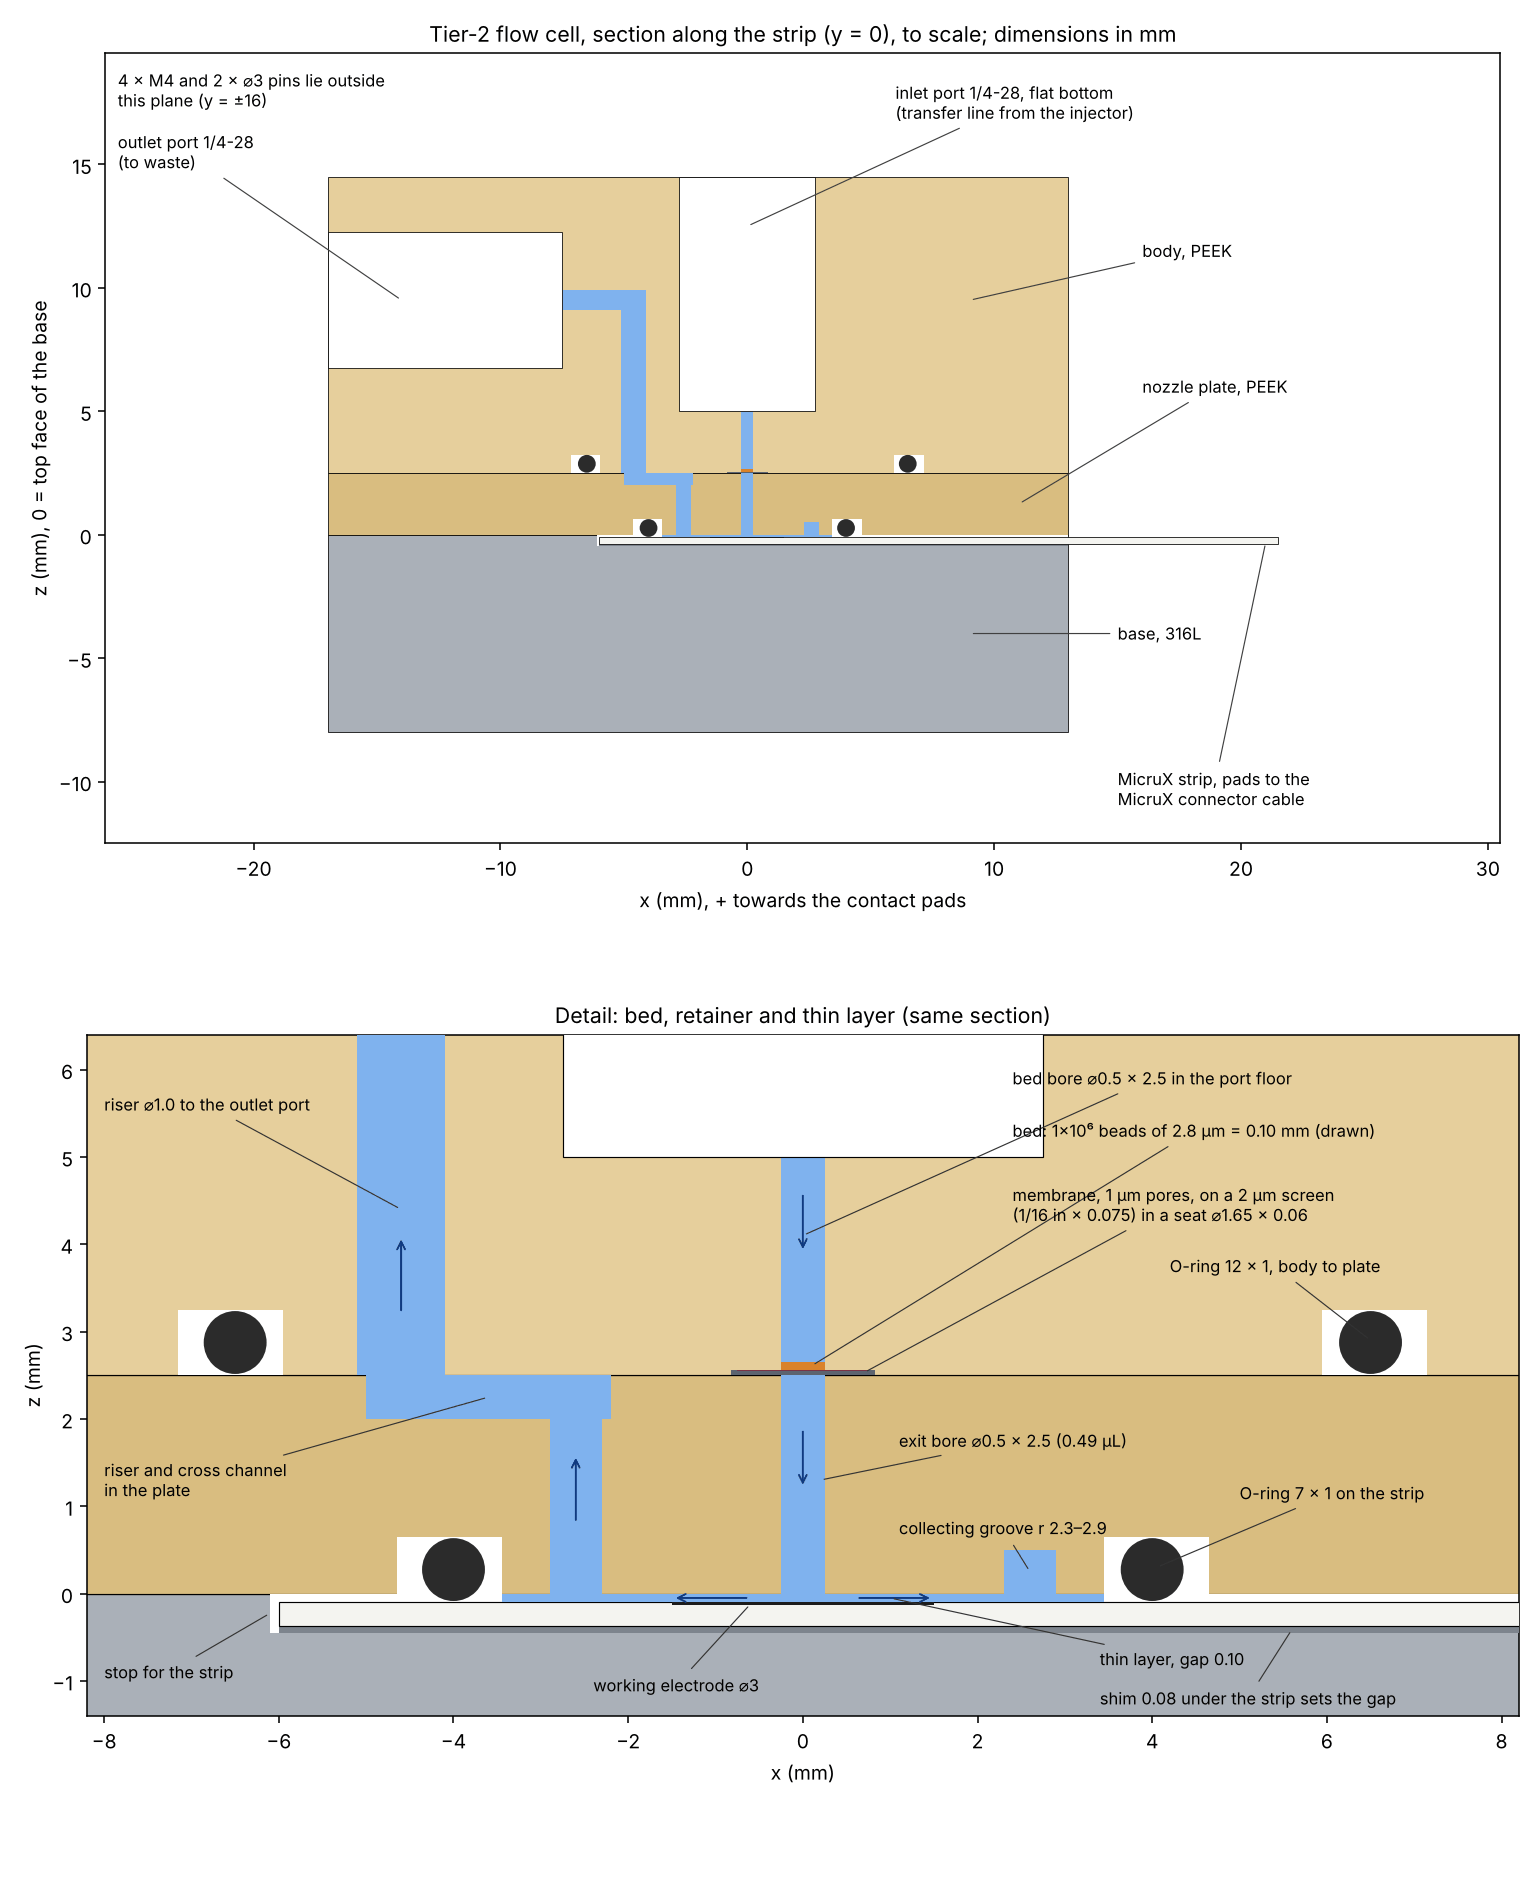 Tier-2 flow cell, section along the strip (y = 0), to scale; dimensions in mm
4 × M4 and 2 × ⌀3 pins lie outside
this plane (y = ±16)
outlet port 1/4-28
(to waste)
inlet port 1/4-28, flat bottom
(transfer line from the injector)
body, PEEK
nozzle plate, PEEK
base, 316L
MicruX strip, pads to the
MicruX connector cable
z (mm), 0 = top face of the base
15
10
5
0
−5
−10
−20
−10
0
10
20
30
x (mm), + towards the contact pads
Detail: bed, retainer and thin layer (same section)
bed bore ⌀0.5 × 2.5 in the port floor
riser ⌀1.0 to the outlet port
bed: 1×10⁶ beads of 2.8 µm = 0.10 mm (drawn)
membrane, 1 µm pores, on a 2 µm screen
(1/16 in × 0.075) in a seat ⌀1.65 × 0.06
O-ring 12 × 1, body to plate
exit bore ⌀0.5 × 2.5 (0.49 µL)
riser and cross channel
in the plate
O-ring 7 × 1 on the strip
collecting groove r 2.3–2.9
thin layer, gap 0.10
stop for the strip
working electrode ⌀3
shim 0.08 under the strip sets the gap
z (mm)
6
5
4
3
2
1
0
−1
−8
−6
−4
−2
0
2
4
6
8
x (mm)